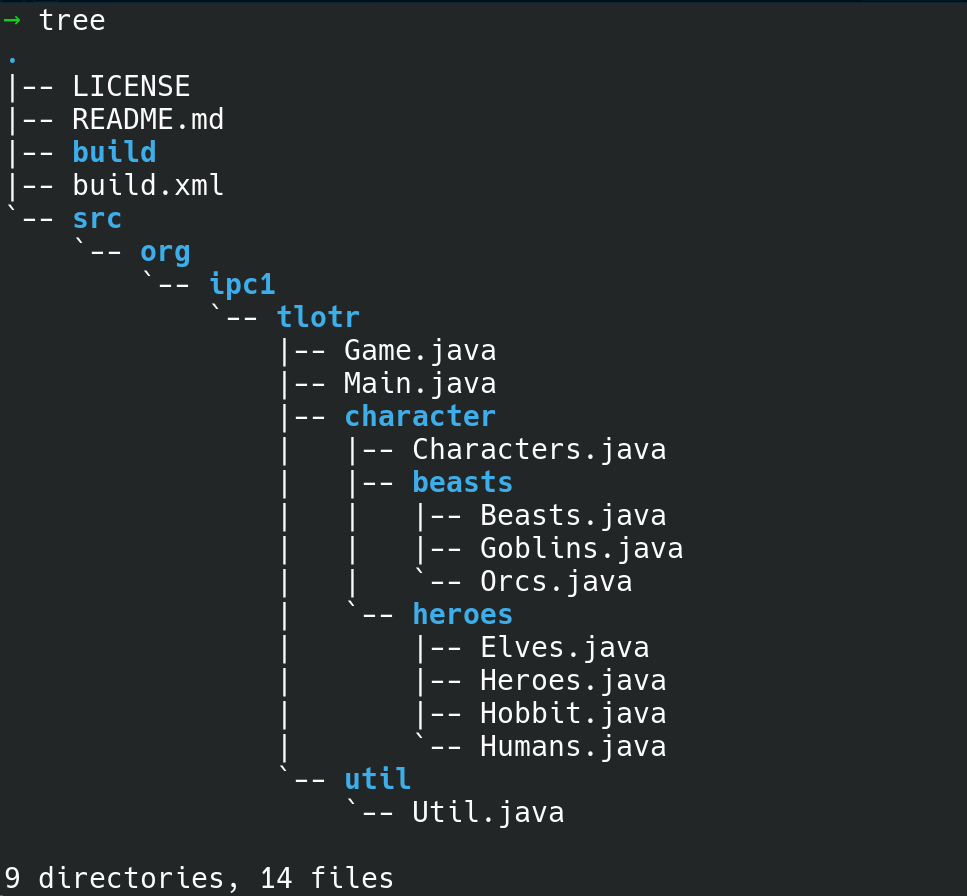 → tree
.
|-- LICENSE
|-- README.md
|-- build
|-- build.xml
`-- src
    `-- org
        `-- ipc1
            `-- tlotr
                |-- Game.java
                |-- Main.java
                |-- character
                |   |-- Characters.java
                |   |-- beasts
                |   |   |-- Beasts.java
                |   |   |-- Goblins.java
                |   |   `-- Orcs.java
                |   `-- heroes
                |       |-- Elves.java
                |       |-- Heroes.java
                |       |-- Hobbit.java
                |       `-- Humans.java
                `-- util
                    `-- Util.java

9 directories, 14 files